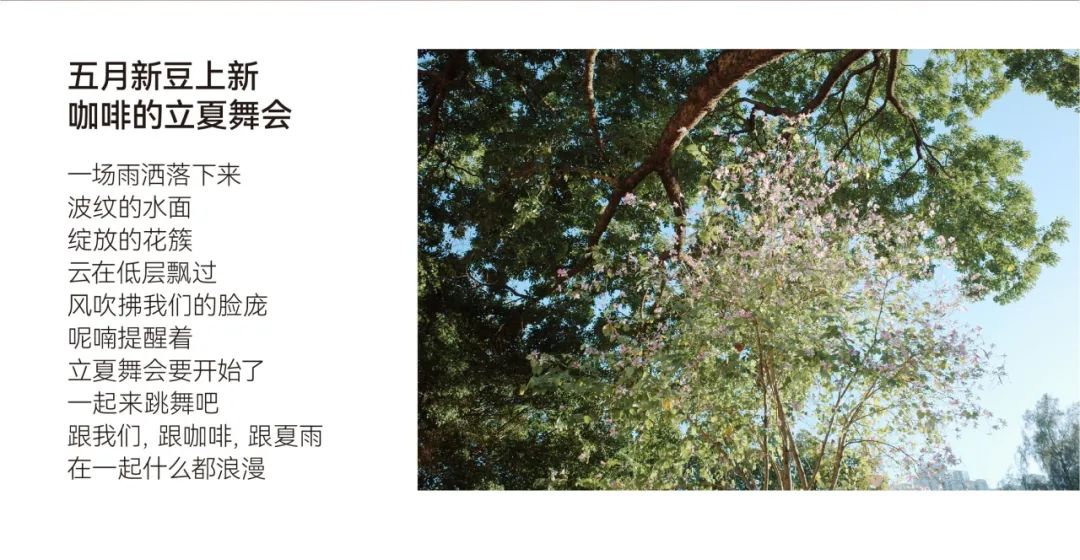 五月新豆上新
咖啡的立夏舞会
一场雨洒落下来
波纹的水面
绽放的花簇
云在低层飘过
风吹拂我们的脸庞
呢喃提醒着
立夏舞会要开始了
一起来跳舞吧
跟我们, 跟咖啡, 跟夏雨
在一起什么都浪漫